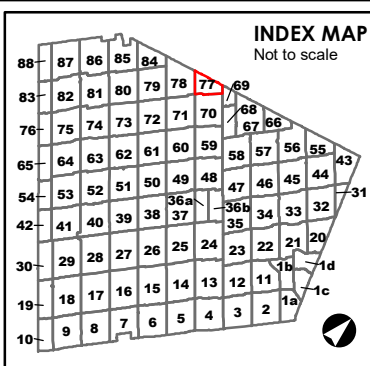 INDEX MAP
Not to scale
88 87 86 85 84
83 82 81 80 79 78 77 69
76 75 74 73 72 71 70 68 67 66
65 64 63 62 61 60 59 58 57 56 55 43
54 53 52 51 50 49 48 47 46 45 44 31
42 41 40 39 38 37 36a 36b 35 34 33 32
30 29 28 27 26 25 24 23 22 21 20
19 18 17 16 15 14 13 12 11 1b 1d
10 9 8 7 6 5 4 3 2 1a 1c